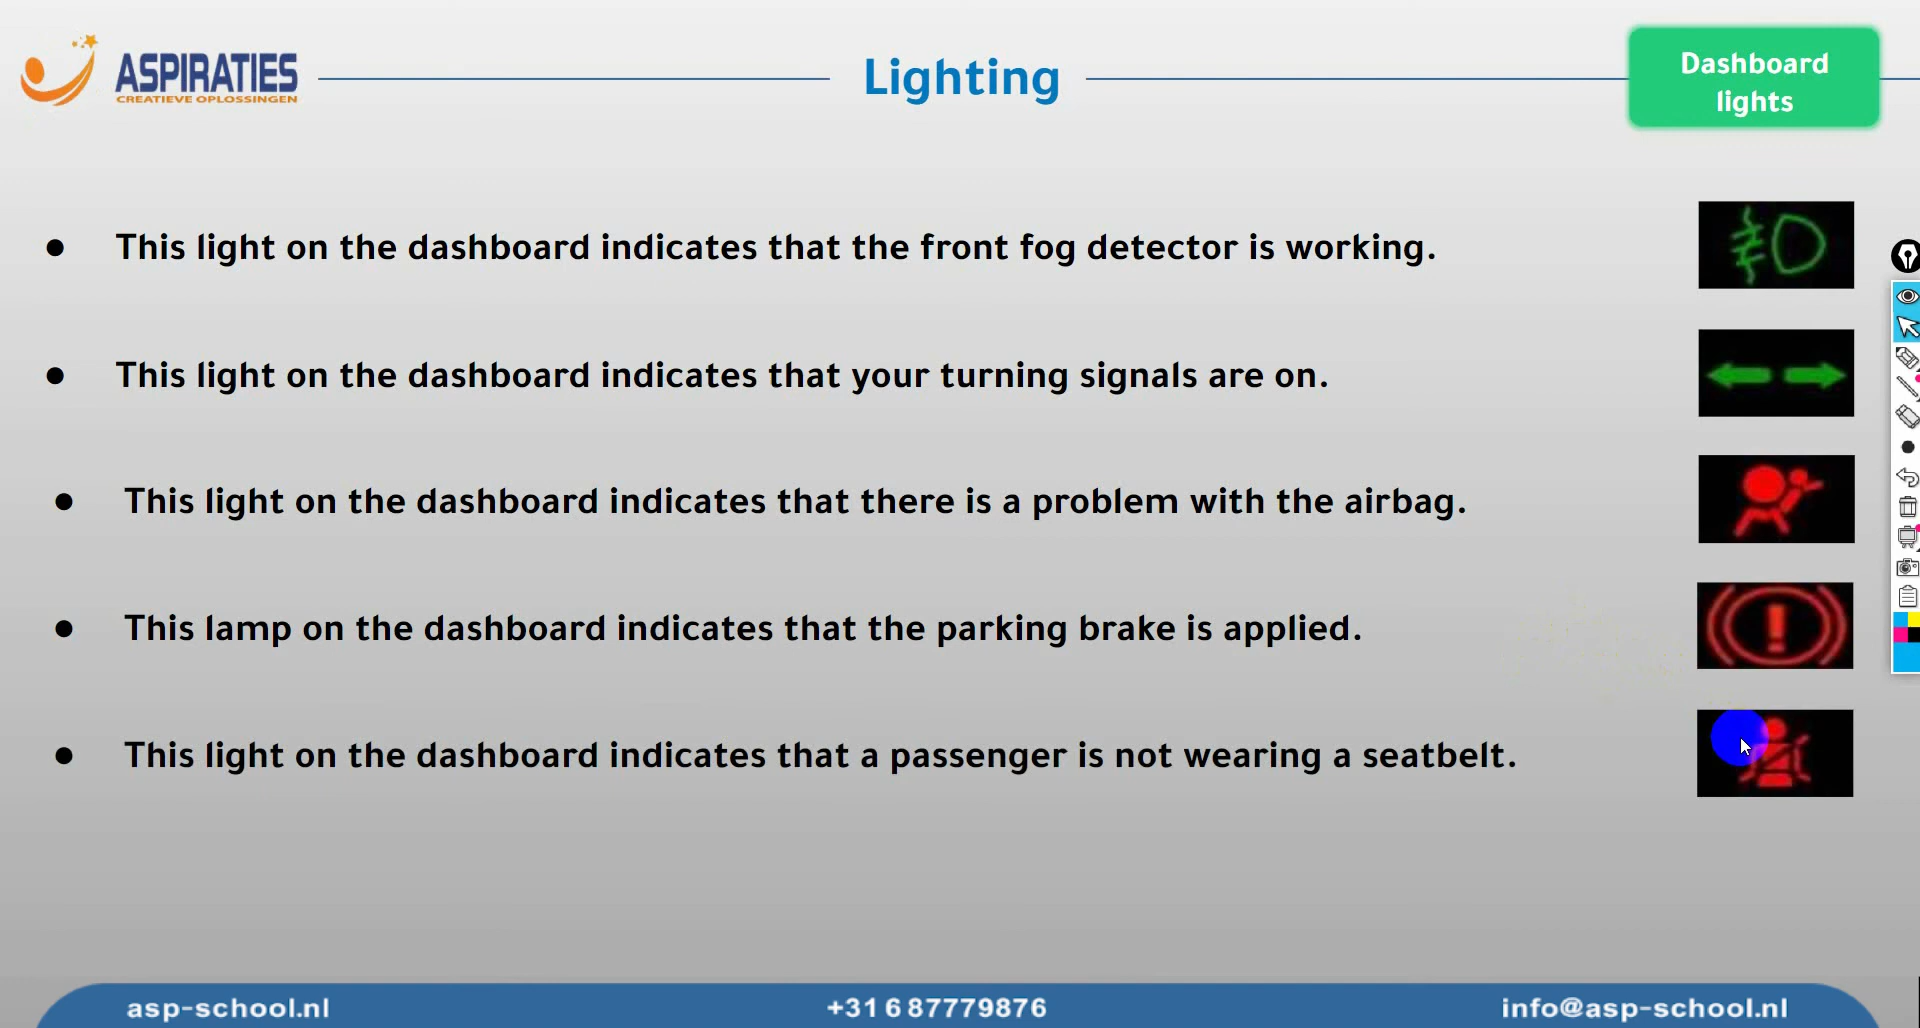 ASPIRATIES
CREATIEVE OPLOSSINGEN
Lighting
Dashboard
lights
● This light on the dashboard indicates that the front fog detector is working.
● This light on the dashboard indicates that your turning signals are on.
● This light on the dashboard indicates that there is a problem with the airbag.
● This lamp on the dashboard indicates that the parking brake is applied.
● This light on the dashboard indicates that a passenger is not wearing a seatbelt.
asp-school.nl
+31 6 87779876
info@asp-school.nl